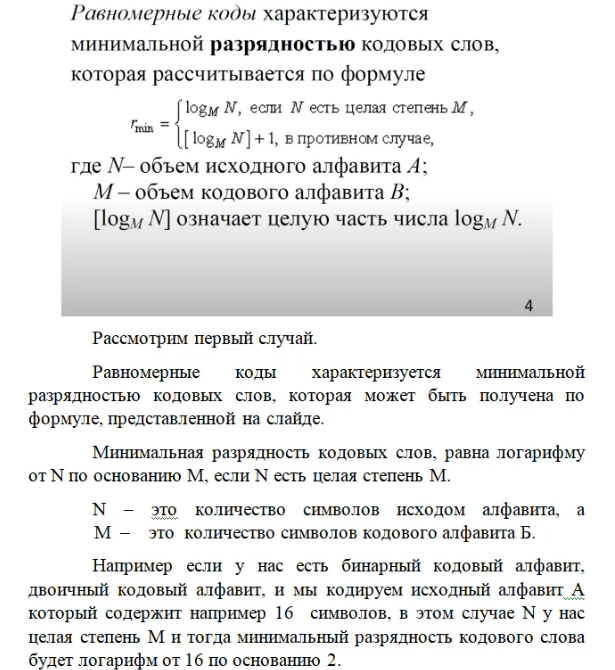 Равномерные коды характеризуются
минимальной разрядностью кодовых слов,
которая рассчитывается по формуле
r_min = { log_M N, если N есть целая степень M,
[ log_M N ] + 1, в противном случае,
где N– объем исходного алфавита A;
M – объем кодового алфавита B;
[log_M N] означает целую часть числа log_M N.
4
Рассмотрим первый случай.
Равномерные коды характеризуется минимальной
разрядностью кодовых слов, которая может быть получена по
формуле, представленной на слайде.
Минимальная разрядность кодовых слов, равна логарифму
от N по основанию М, если N есть целая степень М.
N – это количество символов исходом алфавита, а
М – это количество символов кодового алфавита Б.
Например если у нас есть бинарный кодовый алфавит,
двоичный кодовый алфавит, и мы кодируем исходный алфавит А
который содержит например 16 символов, в этом случае N у нас
целая степень М и тогда минимальный разрядность кодового слова
будет логарифм от 16 по основанию 2.